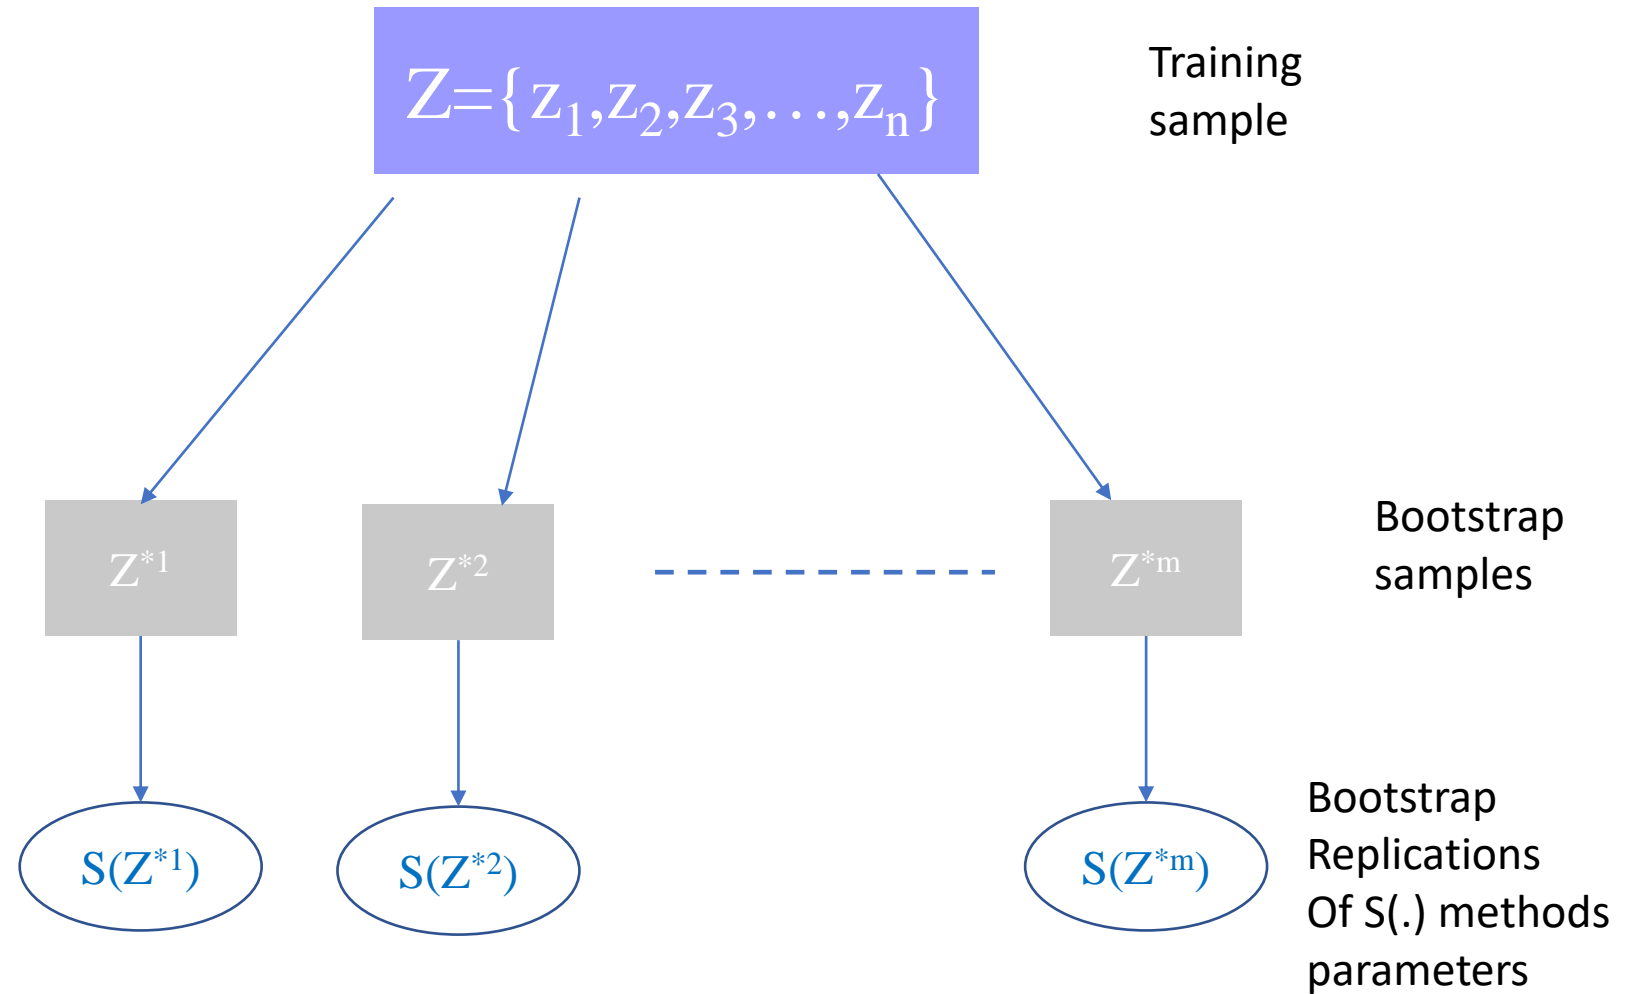 Z={z₁,z₂,z₃,…,zₙ}
Training
sample
Z*¹
Z*²
Z*ᵐ
Bootstrap
samples
S(Z*¹)
S(Z*²)
S(Z*ᵐ)
Bootstrap
Replications
Of S(.) methods
parameters